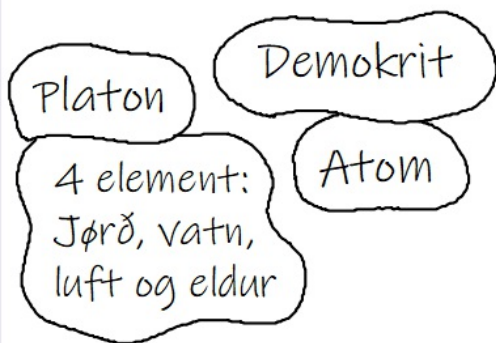 Platon
4 element:
Jørð, vatn,
luft og eldur
Demokrit
Atom